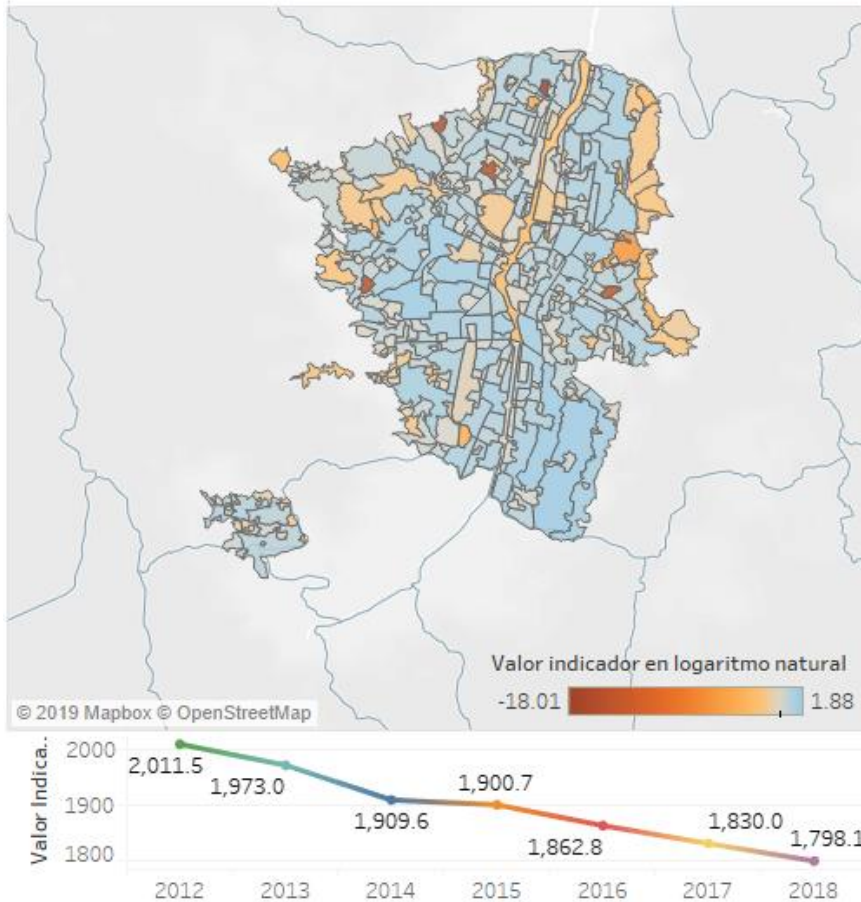 Valor indicador en logaritmo natural
-18.01 1.88
© 2019 Mapbox © OpenStreetMap
Valor Indica..
2000
1900
1800
2,011.5
1,973.0
1,909.6
1,900.7
1,862.8
1,830.0
1,798.1
2012 2013 2014 2015 2016 2017 2018